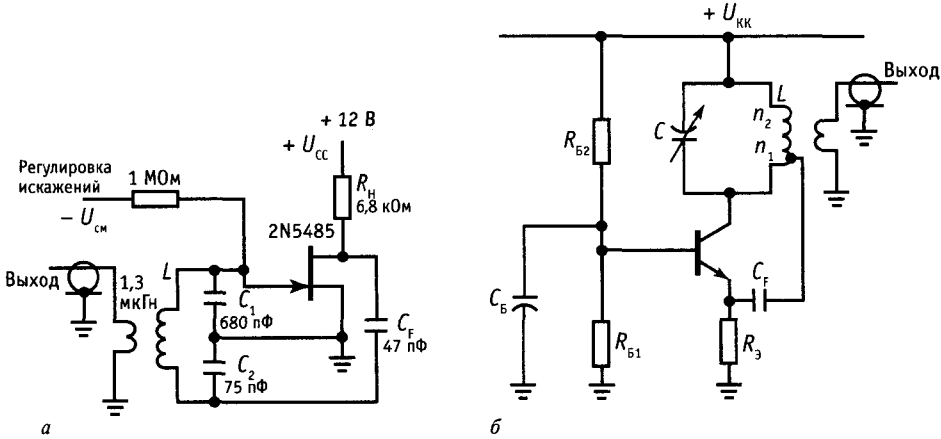 + 12 В
+ U_СС
Регулировка
искажений
1 МОм
− U_см
R_Н
6,8 кОм
2N5485
Выход
1,3
мкГн
L
C_1
680 пФ
C_2
75 пФ
C_F
47 пФ
а
+ U_КК
Выход
R_Б2
C
L
n_2
n_1
C_Б
R_Б1
C_F
R_Э
б